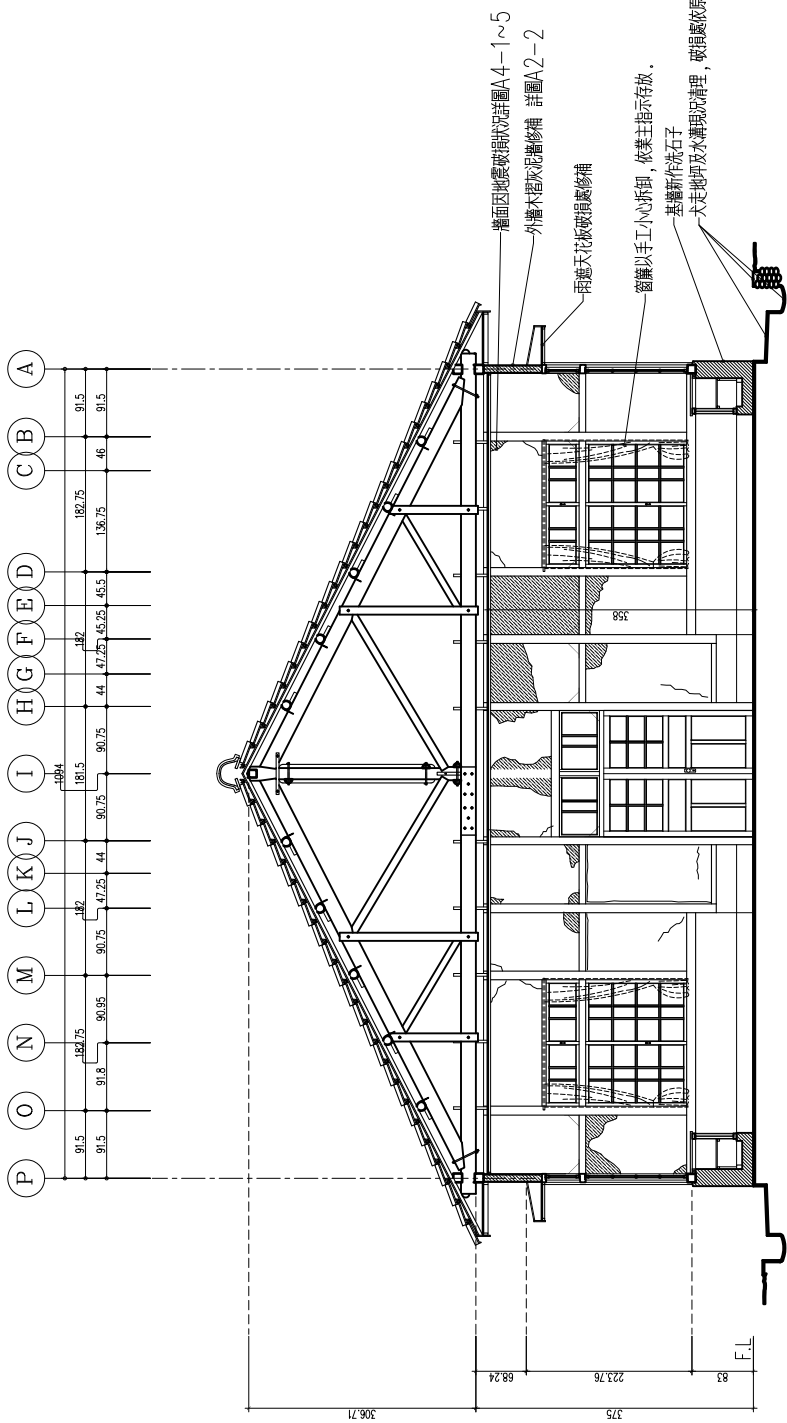 P O N M L K J I H G F E D C B A
1094
91.5 182.75 182 181.5 182 182.75 91.5
91.5 91.8 90.95 90.75 47.25 44 90.75 90.75 44 47.25 45.25 45.5 136.75 46 91.5
306.71
375
68.24
223.76
83
F.L
358
牆面因地震破損狀況詳圖A4-1~5
外牆木摺灰泥牆修補 詳圖A2-2
雨遮天花板破損處修補
窗簾以手工小心拆卸，依業主指示存放。
基牆新作洗石子
犬走地坪及水溝現況清理，破損處依原